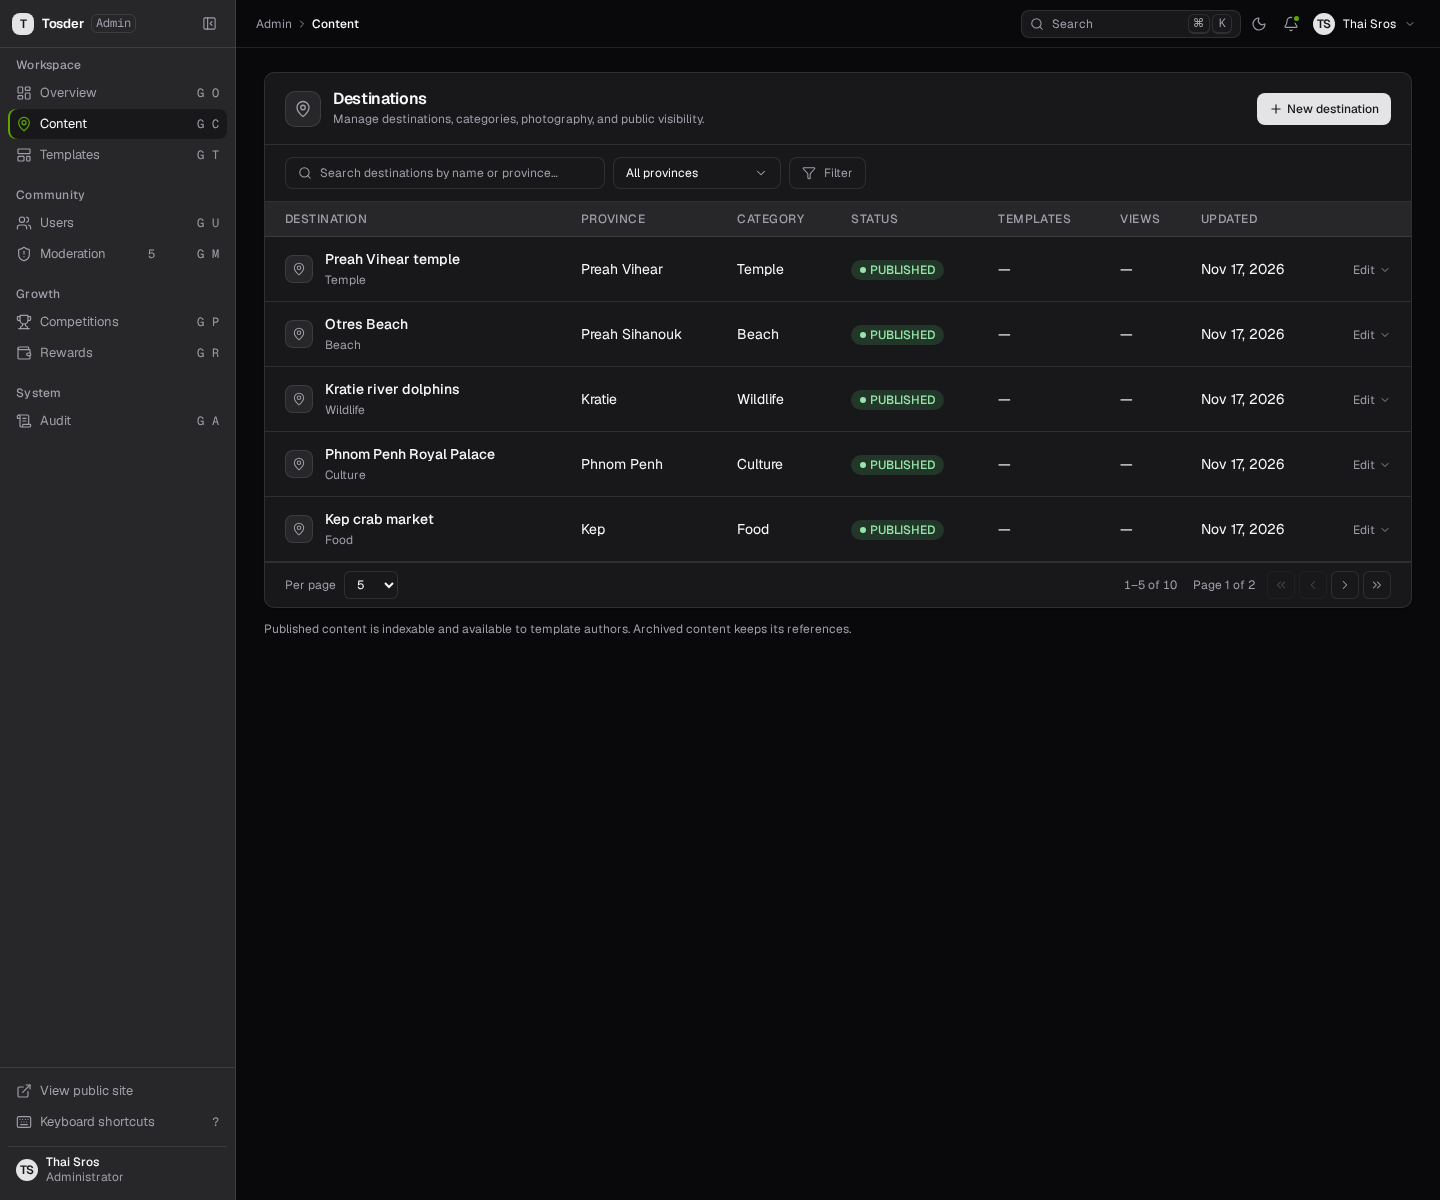 T Tosder Admin
Admin > Content
Search ⌘ K
TS Thai Sros
Workspace
Overview G O
Content G C
Templates G T
Community
Users G U
Moderation 5 G M
Growth
Competitions G P
Rewards G R
System
Audit G A
View public site
Keyboard shortcuts ?
TS Thai Sros
Administrator
Destinations
Manage destinations, categories, photography, and public visibility.
+ New destination
Search destinations by name or province...
All provinces
Filter
DESTINATION PROVINCE CATEGORY STATUS TEMPLATES VIEWS UPDATED
Preah Vihear temple
Temple
Preah Vihear Temple PUBLISHED — — Nov 17, 2026 Edit
Otres Beach
Beach
Preah Sihanouk Beach PUBLISHED — — Nov 17, 2026 Edit
Kratie river dolphins
Wildlife
Kratie Wildlife PUBLISHED — — Nov 17, 2026 Edit
Phnom Penh Royal Palace
Culture
Phnom Penh Culture PUBLISHED — — Nov 17, 2026 Edit
Kep crab market
Food
Kep Food PUBLISHED — — Nov 17, 2026 Edit
Per page 5
1–5 of 10 Page 1 of 2
Published content is indexable and available to template authors. Archived content keeps its references.